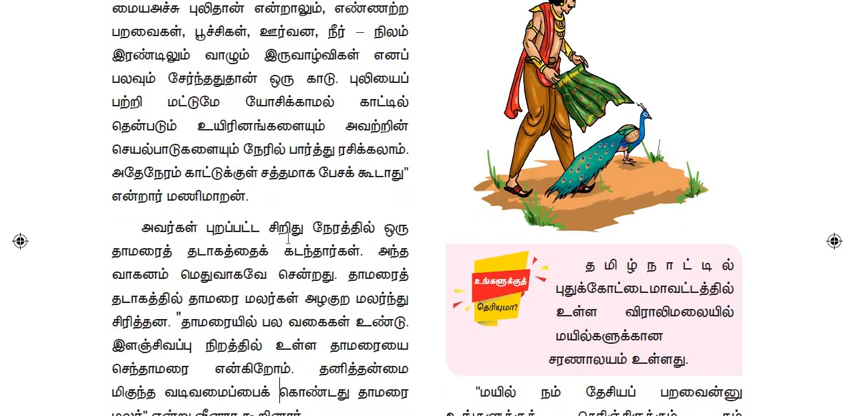 மையஅச்சு புலிதான் என்றாலும், எண்ணற்ற
பறவைகள், பூச்சிகள், ஊர்வன, நீர் – நிலம்
இரண்டிலும் வாழும் இருவாழ்விகள் எனப்
பலவும் சேர்ந்ததுதான் ஒரு காடு. புலியைப்
பற்றி மட்டுமே யோசிக்காமல் காட்டில்
தென்படும் உயிரினங்களையும் அவற்றின்
செயல்பாடுகளையும் நேரில் பார்த்து ரசிக்கலாம்.
அதேநேரம் காட்டுக்குள் சத்தமாக பேசக் கூடாது"
என்றார் மணிமாறன்.
அவர்கள் புறப்பட்ட சிறிது நேரத்தில் ஒரு
தாமரைத் தடாகத்தைக் கடந்தார்கள். அந்த
வாகனம் மெதுவாகவே சென்றது. தாமரைத்
தடாகத்தில் தாமரை மலர்கள் அழகுற மலர்ந்து
சிரித்தன. "தாமரையில் பல வகைகள் உண்டு.
இளஞ்சிவப்பு நிறத்தில் உள்ள தாமரையை
செந்தாமரை என்கிறோம். தனித்தன்மை
மிகுந்த வடிவமைப்பைக் கொண்டது தாமரை
மலர்" என்று வீணா கூறினார்.
உங்களுக்குத்
தெரியுமா?
தமிழ்நாட்டில்
புதுக்கோட்டைமாவட்டத்தில்
உள்ள விராலிமலையில்
மயில்களுக்கான
சரணாலயம் உள்ளது.
"மயில் நம் தேசியப் பறவைன்னு
உங்களுக்குத் தெரிஞ்சிருக்கும். நம்